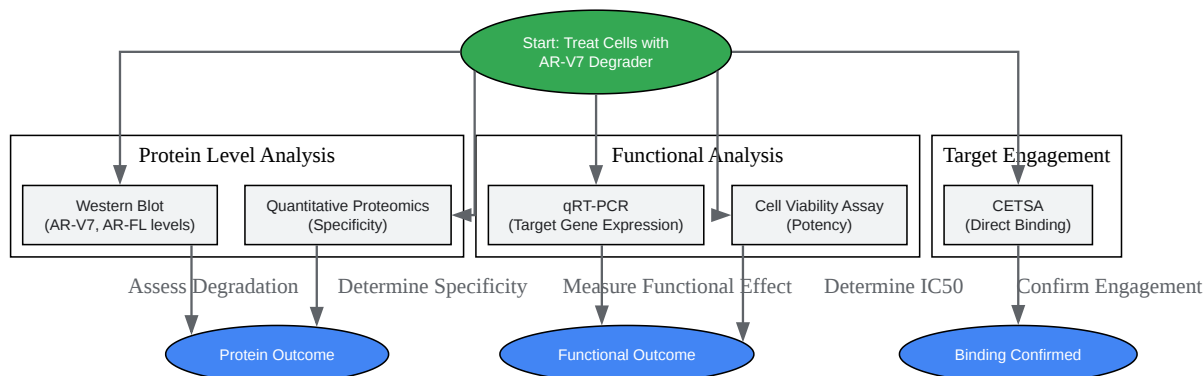 Start: Treat Cells with
AR-V7 Degrader
Protein Level Analysis
Functional Analysis
Target Engagement
Western Blot
(AR-V7, AR-FL levels)
Quantitative Proteomics
(Specificity)
qRT-PCR
(Target Gene Expression)
Cell Viability Assay
(Potency)
CETSA
(Direct Binding)
Assess Degradation
Determine Specificity
Measure Functional Effect
Determine IC50
Confirm Engagement
Protein Outcome
Functional Outcome
Binding Confirmed